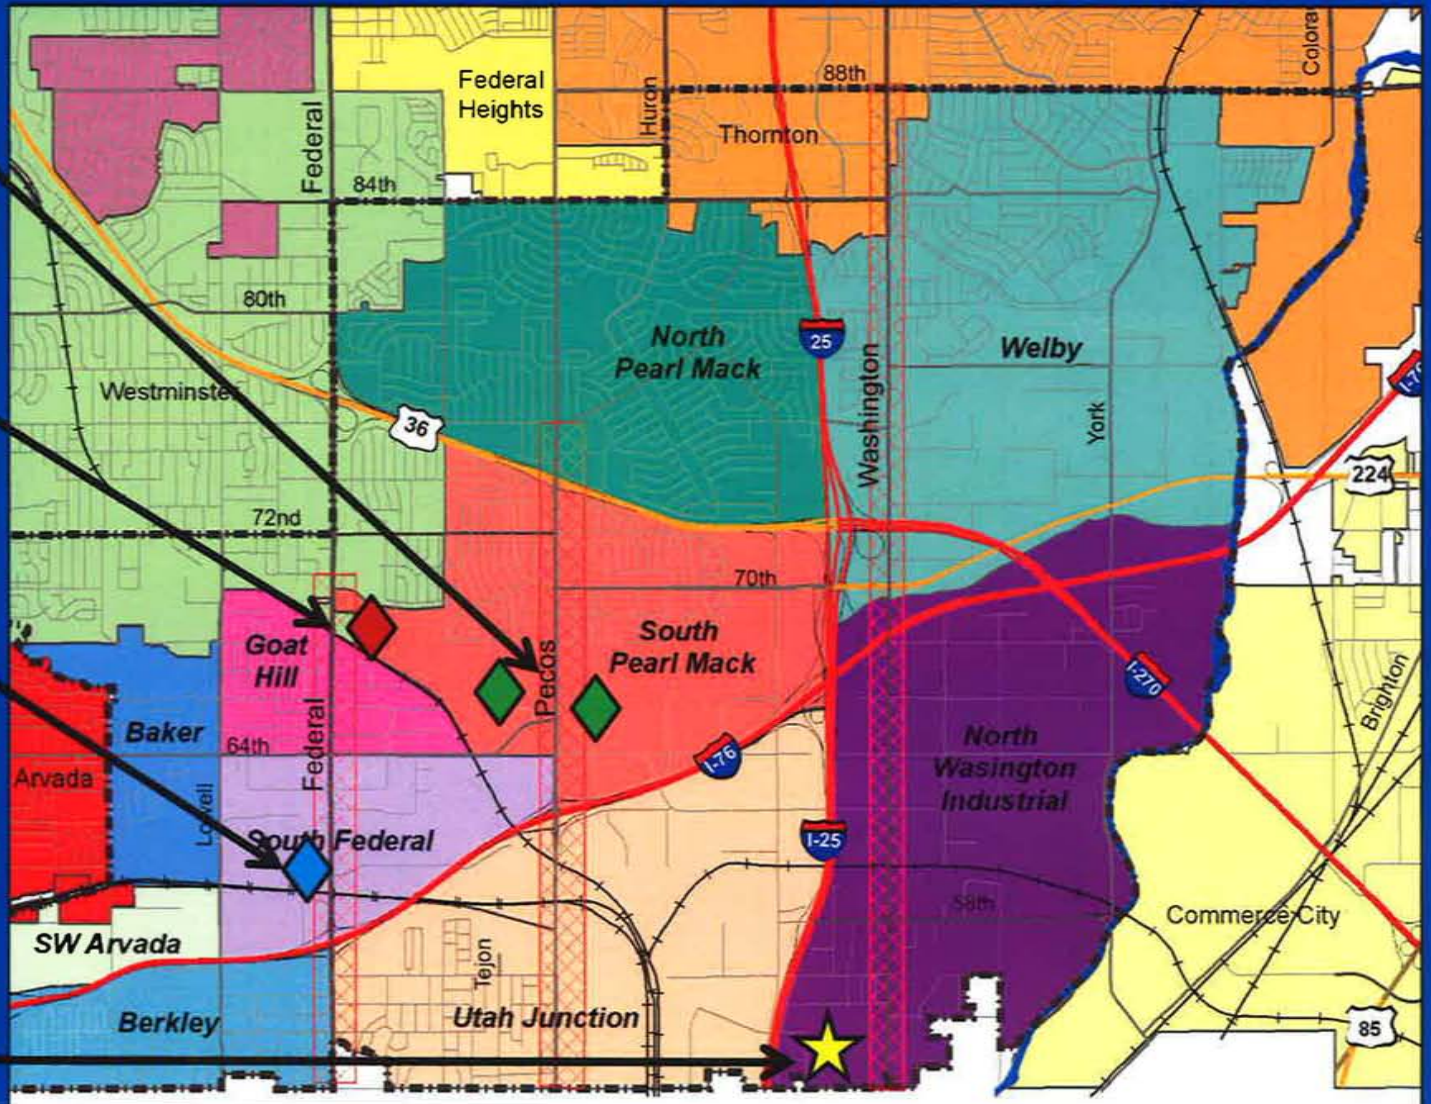 Federal
Heights
Federal
Huron
88th
Thornton
84th
80th
North
Pearl Mack
25
Welby
Washington
York
Westminster
36
224
72nd
70th
Goat
Hill
South
Pearl Mack
Pecos
I-270
Brighton
Baker
64th
Federal
I-76
North
Wasington
Industrial
Arvada
Lowell
South Federal
I-25
58th
Commerce City
SW Arvada
Tejon
Berkley
Utah Junction
85